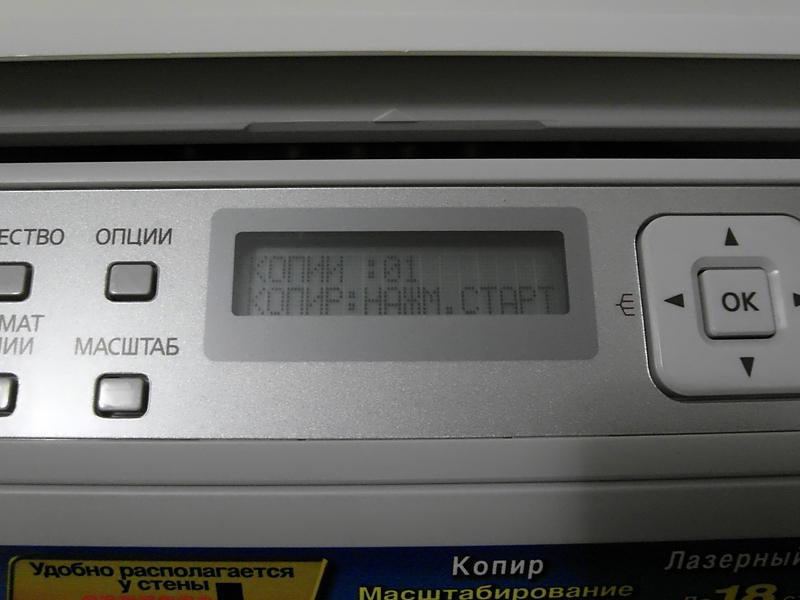 ЕСТВО
ОПЦИИ
КОПИИ :01
КОПИР:НАЖМ.СТАРТ
OK
МАТ
ИИ
МАСШТАБ
Удобно располагается
у стены
Копир
Масштабирование
Лазерный
18